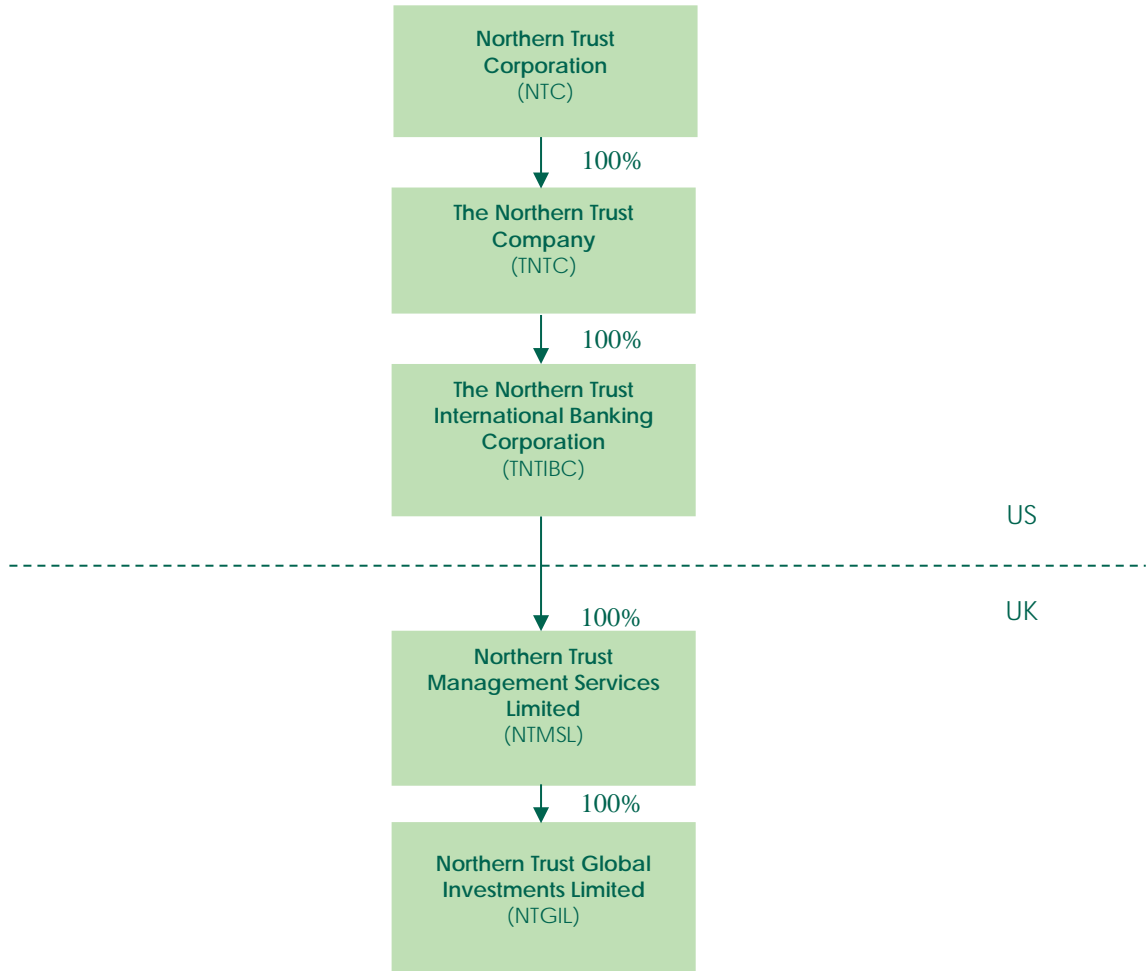 Northern Trust
Corporation
(NTC)
100%
The Northern Trust
Company
(TNTC)
100%
The Northern Trust
International Banking
Corporation
(TNTIBC)
US
UK
100%
Northern Trust
Management Services
Limited
(NTMSL)
100%
Northern Trust Global
Investments Limited
(NTGIL)